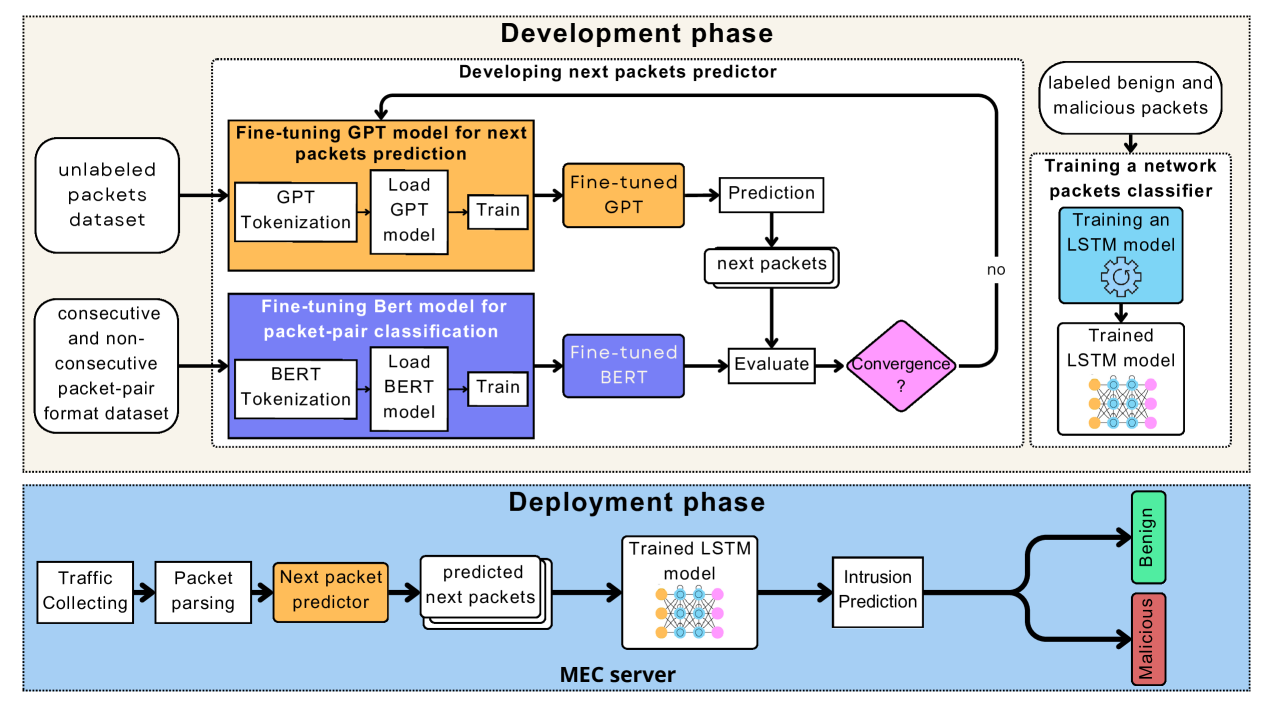 Development phase
Developing next packets predictor
unlabeled
packets
dataset
Fine-tuning GPT model for next
packets prediction
GPT
Tokenization
Load
GPT
model
Train
Fine-tuned
GPT
Prediction
next packets
no
consecutive
and non-
consecutive
packet-pair
format dataset
Fine-tuning Bert model for
packet-pair classification
BERT
Tokenization
Load
BERT
model
Train
Fine-tuned
BERT
Evaluate
Convergence
?
labeled benign and
malicious packets
Training a network
packets classifier
Training an
LSTM model
Trained
LSTM model
Deployment phase
Traffic
Collecting
Packet
parsing
Next packet
predictor
predicted
next packets
Trained LSTM
model
Intrusion
Prediction
Benign
Malicious
MEC server